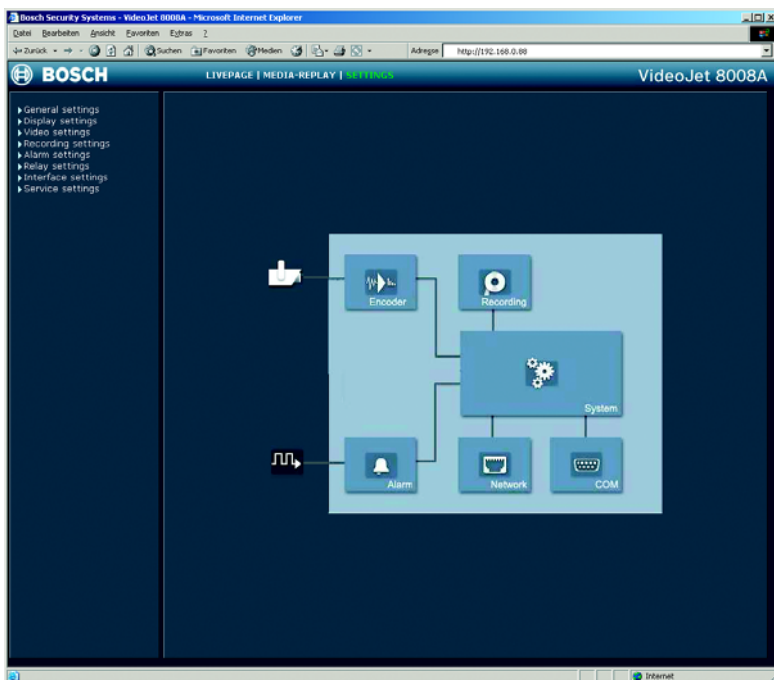 Bosch Security Systems - VideoJet 8008A - Microsoft Internet Explorer
Datei Bearbeiten Ansicht Favoriten Extras ?
Zurück Suchen Favoriten Medien Adresse http://192.168.0.88
BOSCH LIVEPAGE | MEDIA-REPLAY | SETTINGS VideoJet 8008A
General settings
Display settings
Video settings
Recording settings
Alarm settings
Relay settings
Interface settings
Service settings
Encoder Recording
System
Alarm Network COM
Internet